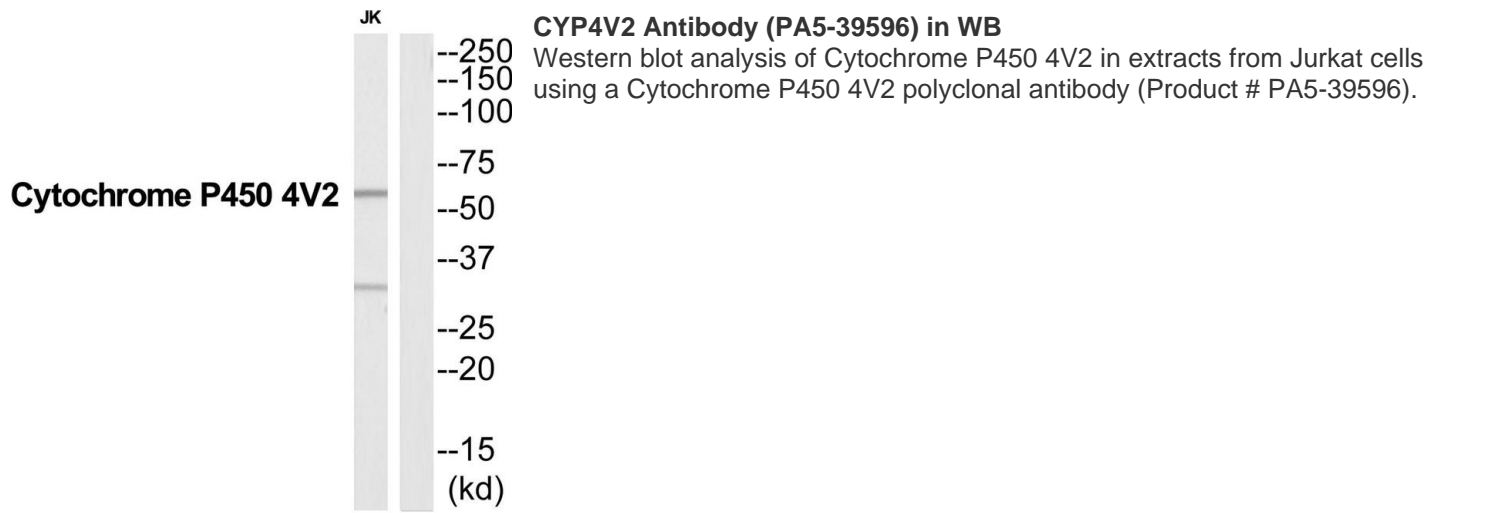 JK
CYP4V2 Antibody (PA5-39596) in WB
Western blot analysis of Cytochrome P450 4V2 in extracts from Jurkat cells
using a Cytochrome P450 4V2 polyclonal antibody (Product # PA5-39596).
--250
--150
--100
--75
Cytochrome P450 4V2
--50
--37
--25
--20
--15
(kd)